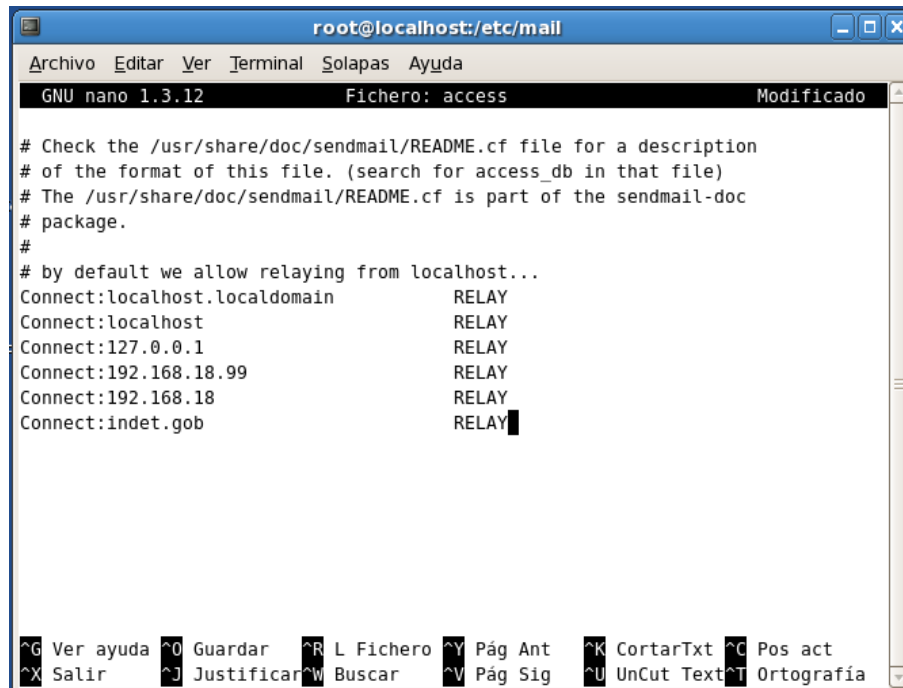 root@localhost:/etc/mail
Archivo Editar Ver Terminal Solapas Ayuda
GNU nano 1.3.12 Fichero: access Modificado
# Check the /usr/share/doc/sendmail/README.cf file for a description
# of the format of this file. (search for access_db in that file)
# The /usr/share/doc/sendmail/README.cf is part of the sendmail-doc
# package.
#
# by default we allow relaying from localhost...
Connect:localhost.localdomain RELAY
Connect:localhost RELAY
Connect:127.0.0.1 RELAY
Connect:192.168.18.99 RELAY
Connect:192.168.18 RELAY
Connect:indet.gob RELAY
^G Ver ayuda ^O Guardar ^R L Fichero ^Y Pág Ant ^K CortarTxt ^C Pos act
^X Salir ^J Justificar ^W Buscar ^V Pág Sig ^U UnCut Text ^T Ortografía